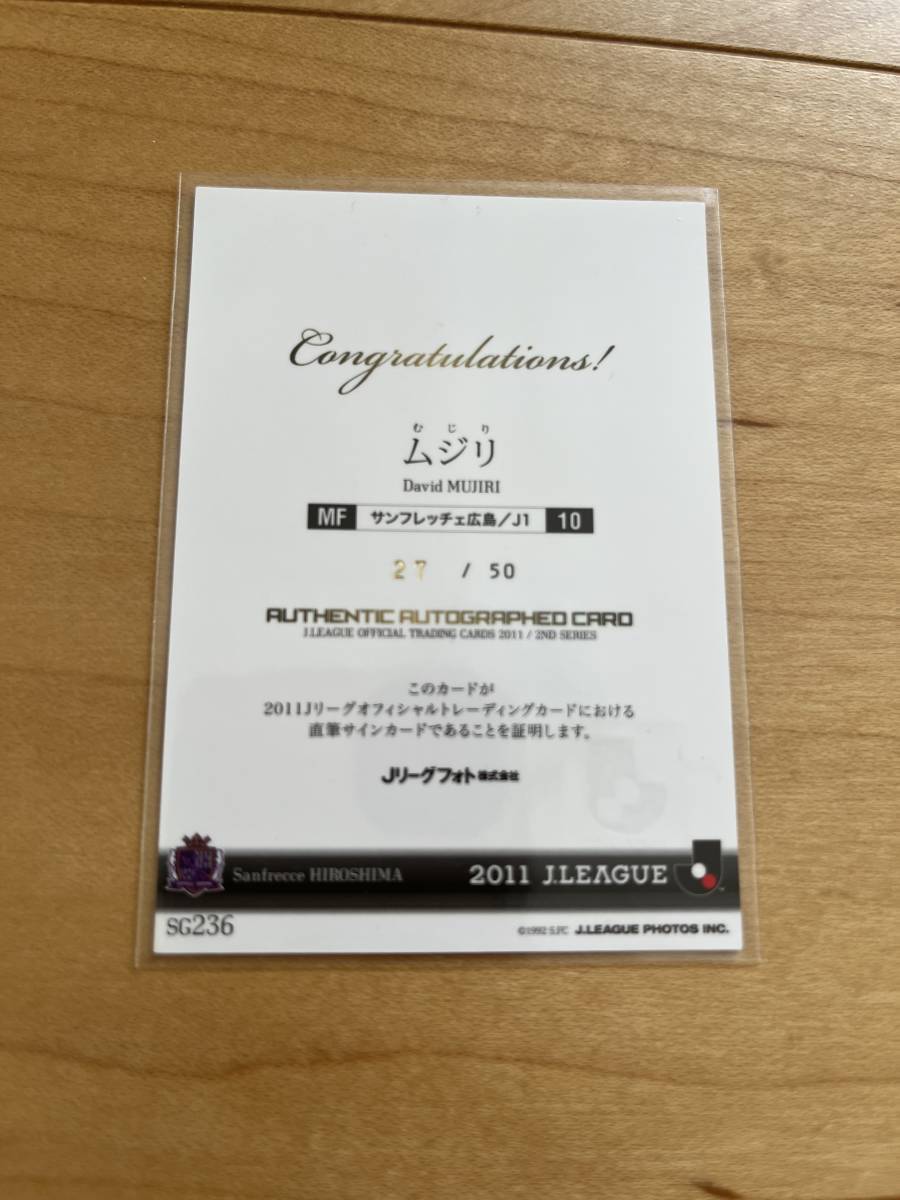 Congratulations!
むじり
ムジリ
David MUJIRI
MF サンフレッチェ広島/J1 10
27 / 50
AUTHENTIC AUTOGRAPHED CARD
J.LEAGUE OFFICIAL TRADING CARDS 2011 / 2ND SERIES
このカードが
2011Jリーグオフィシャルトレーディングカードにおける
直筆サインカードであることを証明します。
Jリーグフォト株式会社
Sanfrecce HIROSHIMA 2011 J.LEAGUE
SG236 ©1992 S.FC J.LEAGUE PHOTOS INC.